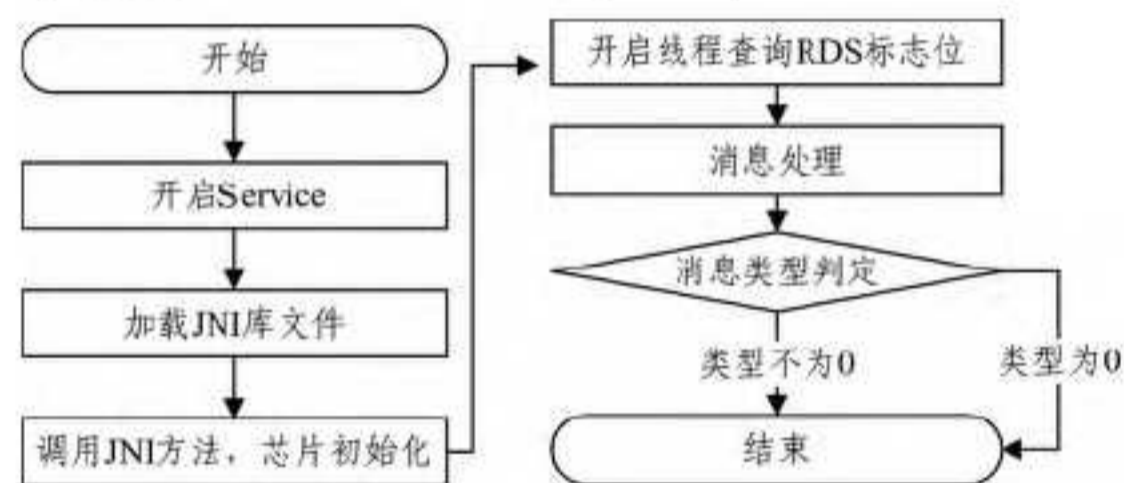 开始
开启Service
加载JNI库文件
调用JNI方法，芯片初始化
开启线程查询RDS标志位
消息处理
消息类型判定
类型不为0
类型为0
结束